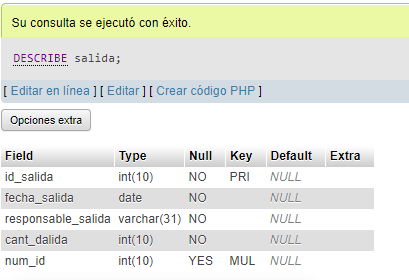 Su consulta se ejecutó con éxito.
DESCRIBE salida;
[ Editar en línea ] [ Editar ] [ Crear código PHP ]
Opciones extra
Field Type Null Key Default Extra
id_salida int(10) NO PRI NULL
fecha_salida date NO NULL
responsable_salida varchar(31) NO NULL
cant_dalida int(10) NO NULL
num_id int(10) YES MUL NULL